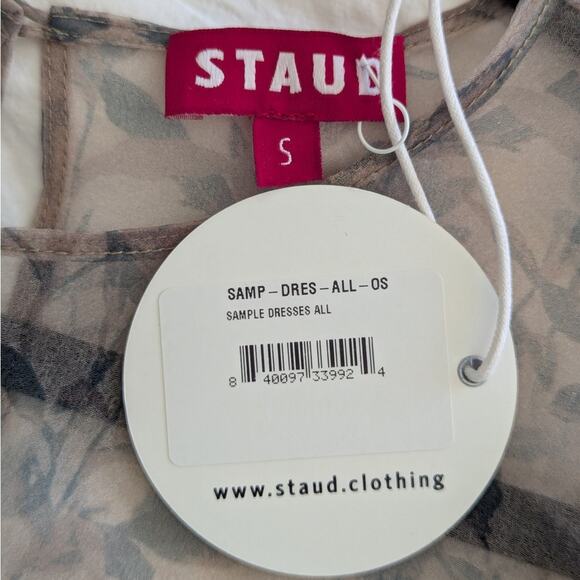 STAUD
S
SAMP-DRES-ALL-OS
SAMPLE DRESSES ALL
8 40097 33992 4
www.staud.clothing